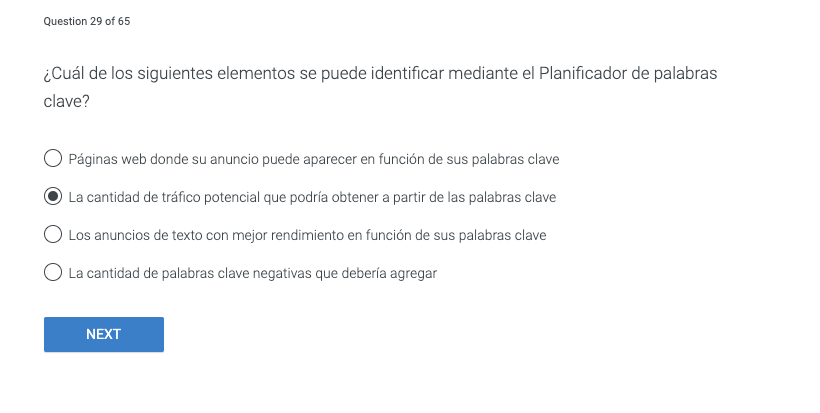 Question 29 of 65
¿Cuál de los siguientes elementos se puede identificar mediante el Planificador de palabras
clave?
Páginas web donde su anuncio puede aparecer en función de sus palabras clave
La cantidad de tráfico potencial que podría obtener a partir de las palabras clave
Los anuncios de texto con mejor rendimiento en función de sus palabras clave
La cantidad de palabras clave negativas que debería agregar
NEXT